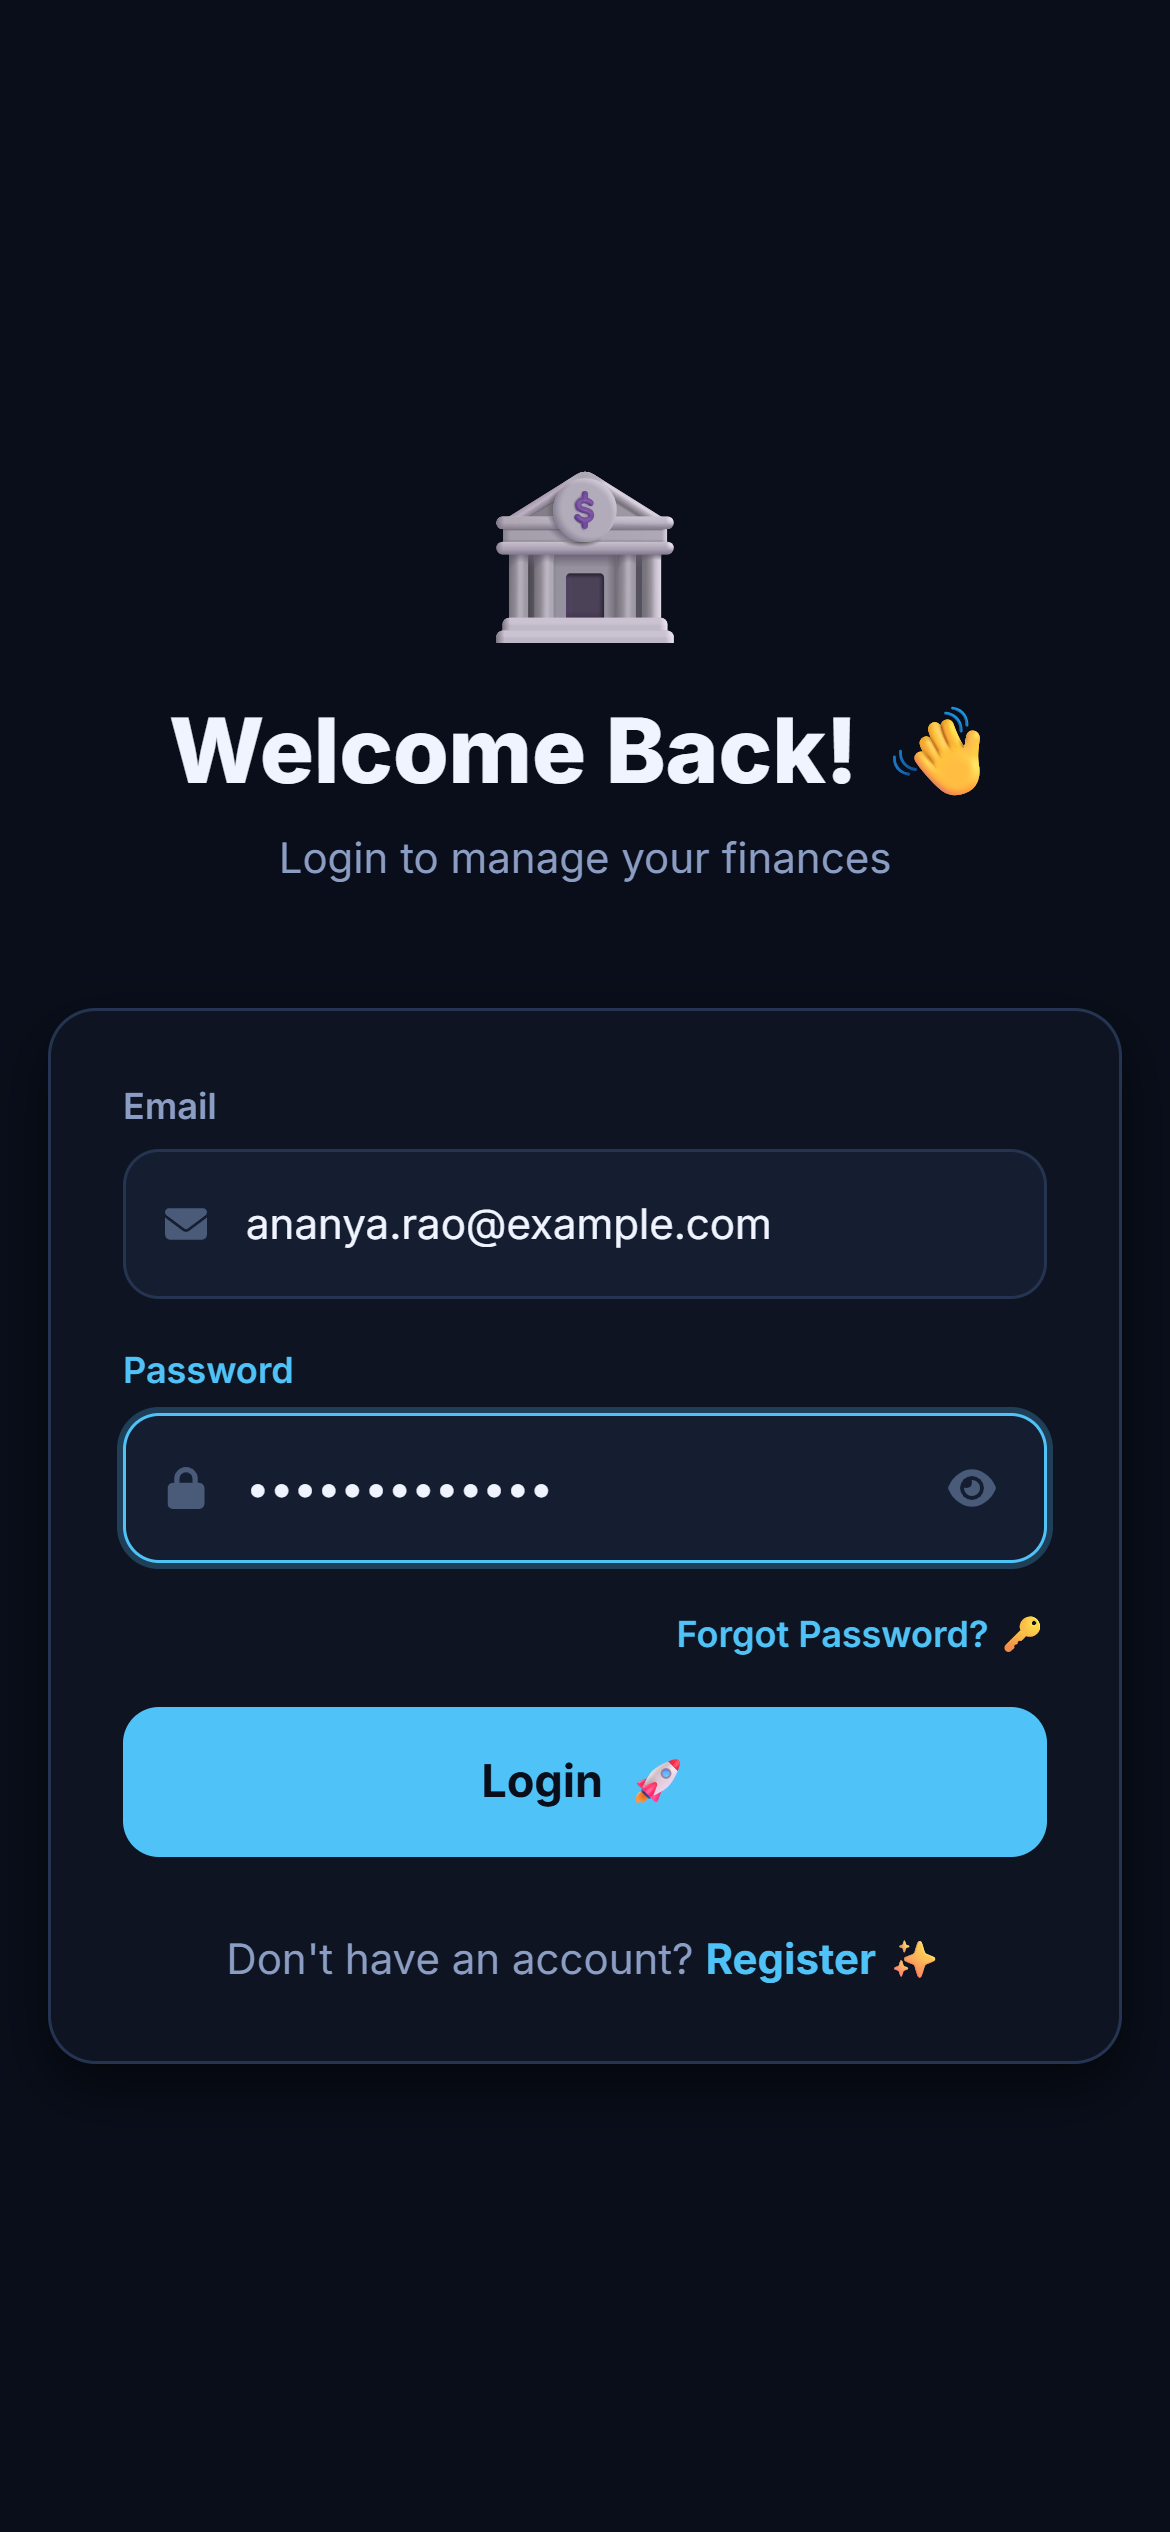 Welcome Back! 👋
Login to manage your finances
Email
ananya.rao@example.com
Password
•••••••••••••
Forgot Password? 🔑
Login 🚀
Don't have an account? Register ✨